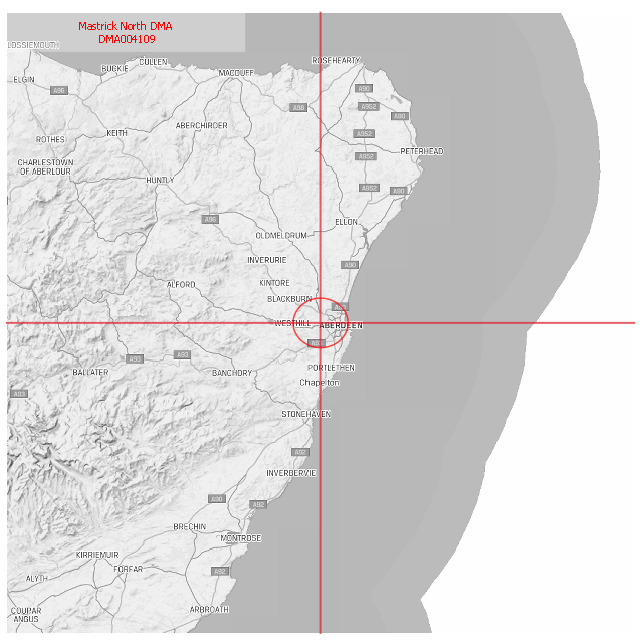 Mastrick North DMA
DMA004109
LOSSIEMOUTH
ROSEHEARTY
CULLEN
BUCKIE
MACDUFF
ELGIN
A96
A90
A98
A952
A90
ABERCHIRDER
KEITH
A952
ROTHES
PETERHEAD
A952
CHARLESTOWN
OF ABERLOUR
HUNTLY
A952
A90
A96
ELLON
OLDMELDRUM
INVERURIE
A90
KINTORE
ALFORD
BLACKBURN
WESTHILL
ABERDEEN
A93
A93
BALLATER
BANCHORY
PORTLETHEN
Chapelton
A93
STONEHAVEN
A92
INVERBERVIE
A90
A92
BRECHIN
MONTROSE
KIRRIEMUIR
FORFAR
A92
ALYTH
COUPAR
ANGUS
ARBROATH